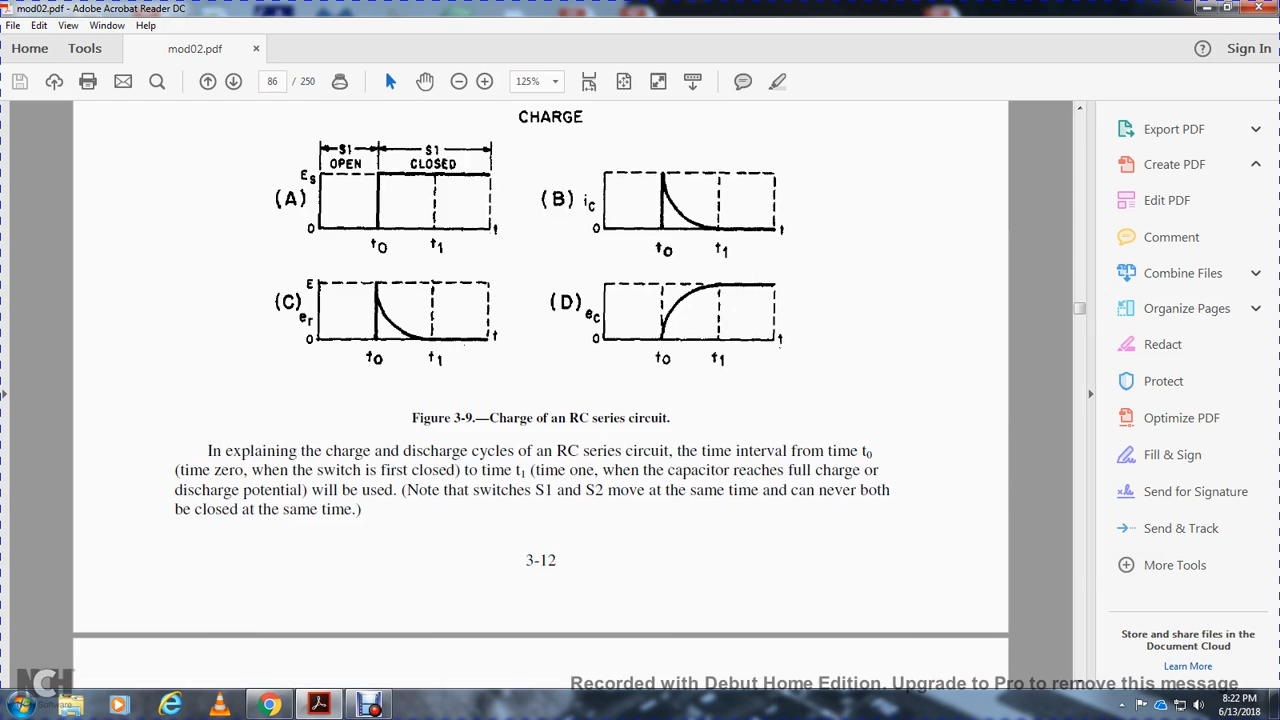 mod02.pdf - Adobe Acrobat Reader DC
File Edit View Window Help
Home Tools mod02.pdf × Sign In
86 / 250 125%
CHARGE
S1 OPEN S1 CLOSED
(A) Es 0 t0 t1 t
(B) ic 0 t0 t1 t
(C) E er 0 t0 t1 t
(D) ec 0 t0 t1 t
Figure 3-9.—Charge of an RC series circuit.
In explaining the charge and discharge cycles of an RC series circuit, the time interval from time t0
(time zero, when the switch is first closed) to time t1 (time one, when the capacitor reaches full charge or
discharge potential) will be used. (Note that switches S1 and S2 move at the same time and can never both
be closed at the same time.)
3-12
Export PDF
Create PDF
Edit PDF
Comment
Combine Files
Organize Pages
Redact
Protect
Optimize PDF
Fill & Sign
Send for Signature
Send & Track
More Tools
Store and share files in the
Document Cloud
Learn More
NCH
Software
Recorded with Debut Home Edition. Upgrade to Pro to remove this message
8:22 PM
6/13/2018